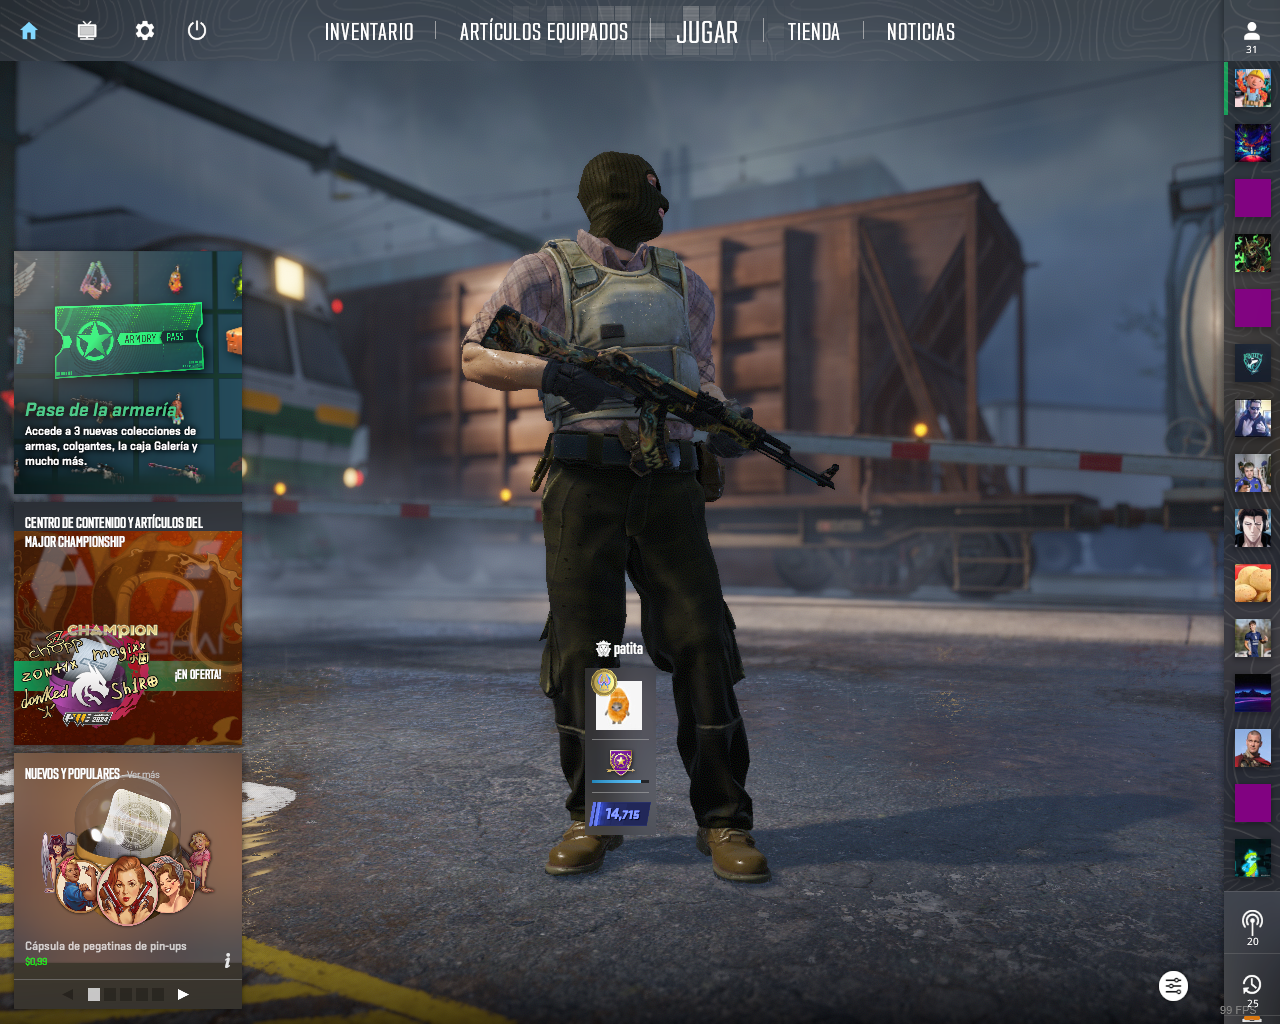 INVENTARIO
ARTÍCULOS EQUIPADOS
JUGAR
TIENDA
NOTICIAS
31
ARMORY PASS
Pase de la armería
Accede a 3 nuevas colecciones de
armas, colgantes, la caja Galería y
mucho más.
CENTRO DE CONTENIDO Y ARTÍCULOS DEL
MAJOR CHAMPIONSHIP
CHAMPION
chopp
magixx
zont1x
donked
Sh1RO
2024
¡EN OFERTA!
NUEVOS Y POPULARES Ver más
Cápsula de pegatinas de pin-ups
$0,99
patita
14,715
20
25
99 FPS